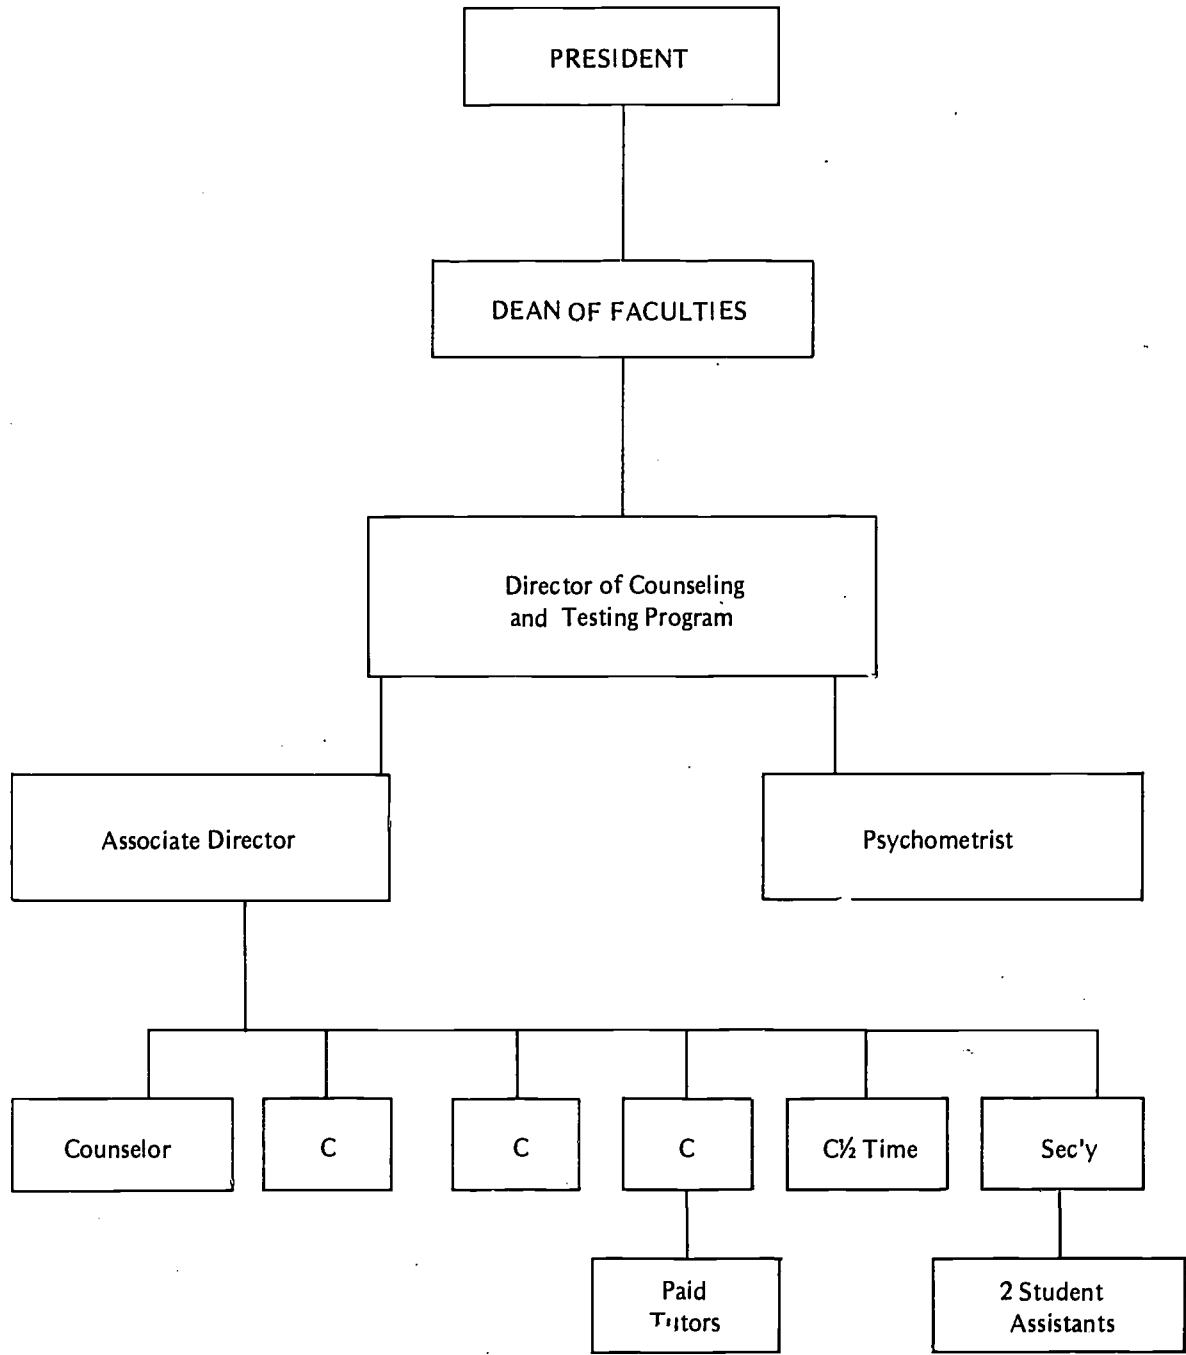 PRESIDENT
DEAN OF FACULTIES
Director of Counseling
and Testing Program
Associate Director
Psychometrist
Counselor
C
C
C
C½ Time
Sec'y
Paid
Tutors
2 Student
Assistants